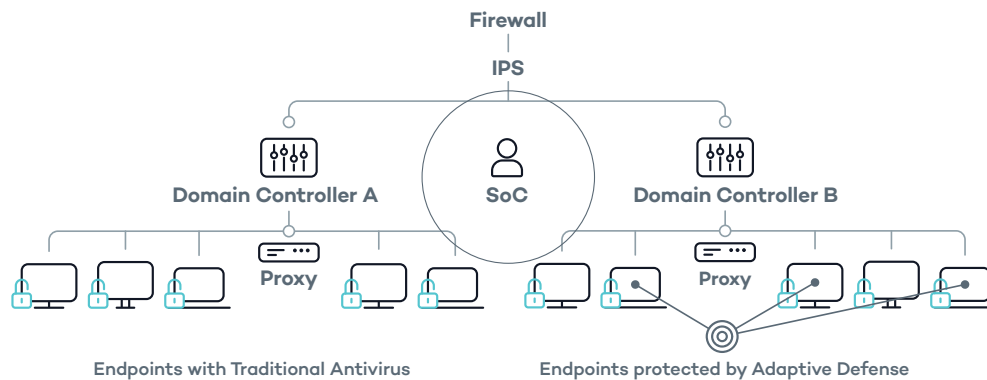 Firewall
IPS
Domain Controller A
SoC
Domain Controller B
Proxy
Proxy
Endpoints with Traditional Antivirus
Endpoints protected by Adaptive Defense